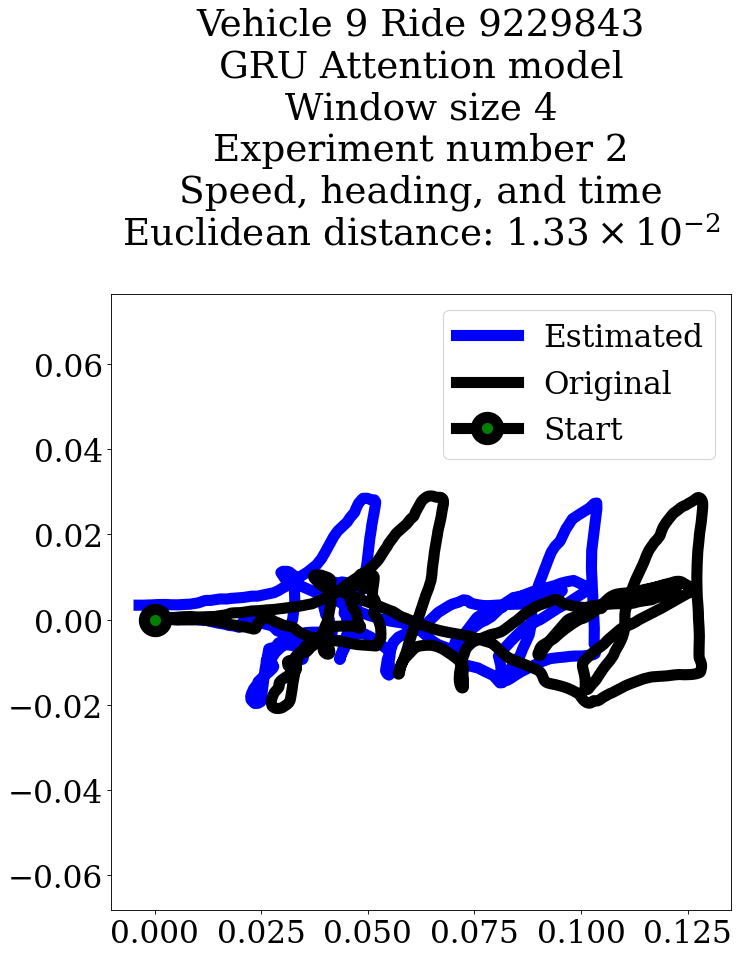 Vehicle 9 Ride 9229843
GRU Attention model
Window size 4
Experiment number 2
Speed, heading, and time
Euclidean distance: 1.33 × 10⁻²
Estimated
Original
Start
0.06
0.04
0.02
0.00
−0.02
−0.04
−0.06
0.000 0.025 0.050 0.075 0.100 0.125